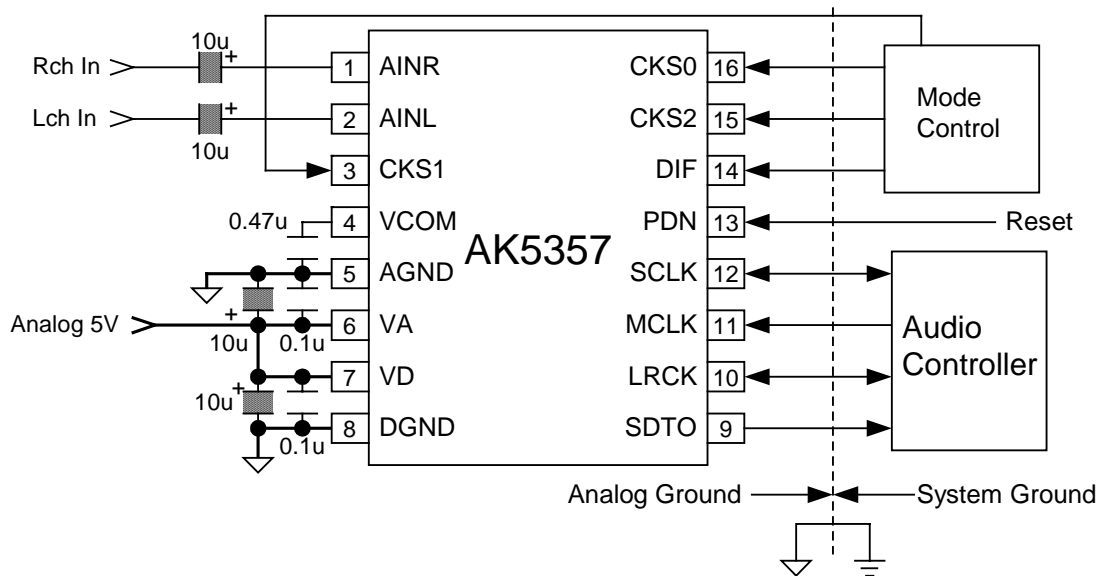 10u
+
Rch In
1 AINR
CKS0 16
Mode
Control
+
Lch In
2 AINL
CKS2 15
10u
3 CKS1
DIF 14
0.47u
4 VCOM
PDN 13
Reset
AK5357
5 AGND
SCLK 12
Analog 5V
+
10u
0.1u
6 VA
MCLK 11
Audio
Controller
7 VD
LRCK 10
10u
+
8 DGND
SDTO 9
0.1u
Analog Ground
System Ground